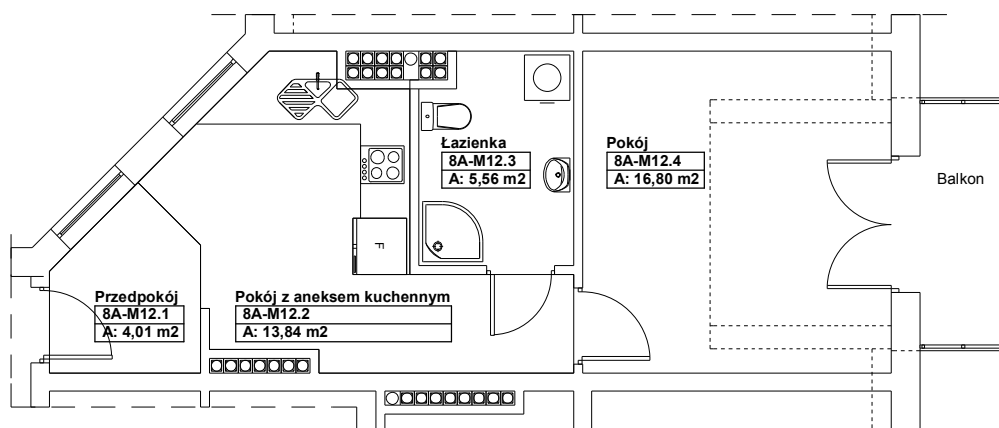 Łazienka
8A-M12.3
A: 5,56 m2
Pokój
8A-M12.4
A: 16,80 m2
Balkon
F
Przedpokój
8A-M12.1
A: 4,01 m2
Pokój z aneksem kuchennym
8A-M12.2
A: 13,84 m2